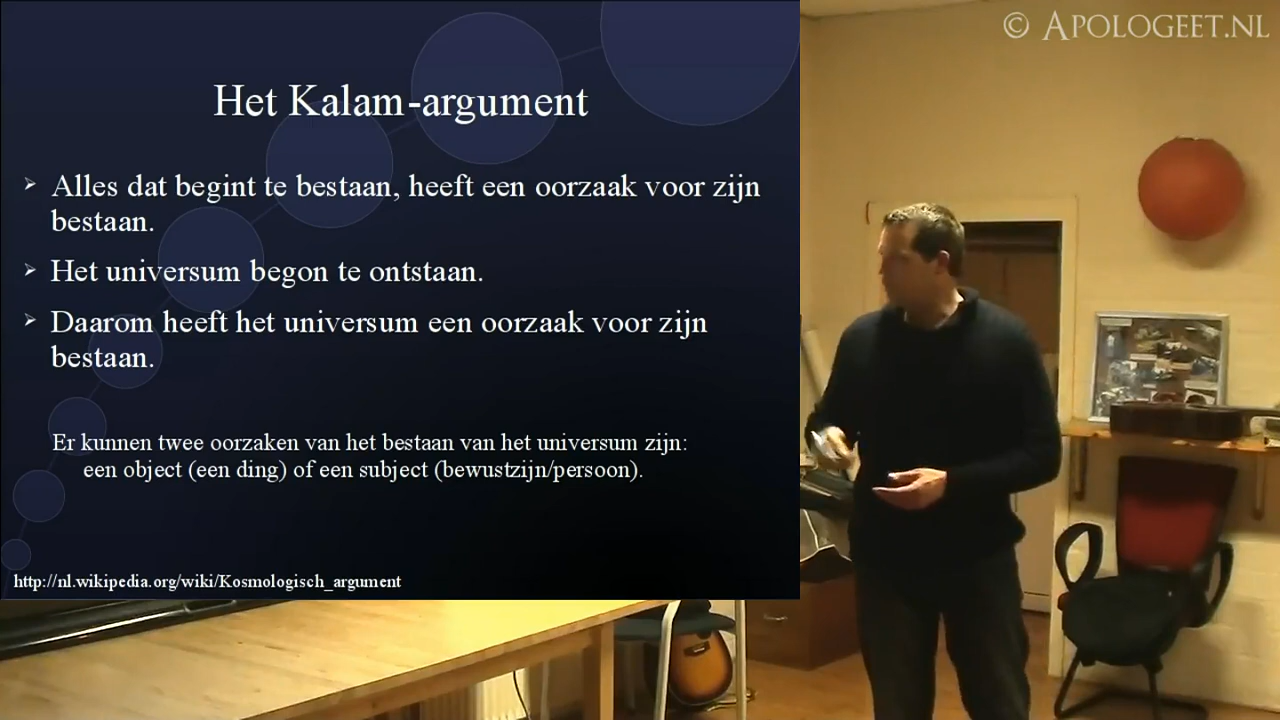 © APOLOGEET.NL
Het Kalam-argument
Alles dat begint te bestaan, heeft een oorzaak voor zijn
bestaan.
Het universum begon te ontstaan.
Daarom heeft het universum een oorzaak voor zijn
bestaan.
Er kunnen twee oorzaken van het bestaan van het universum zijn:
een object (een ding) of een subject (bewustzijn/persoon).
http://nl.wikipedia.org/wiki/Kosmologisch_argument